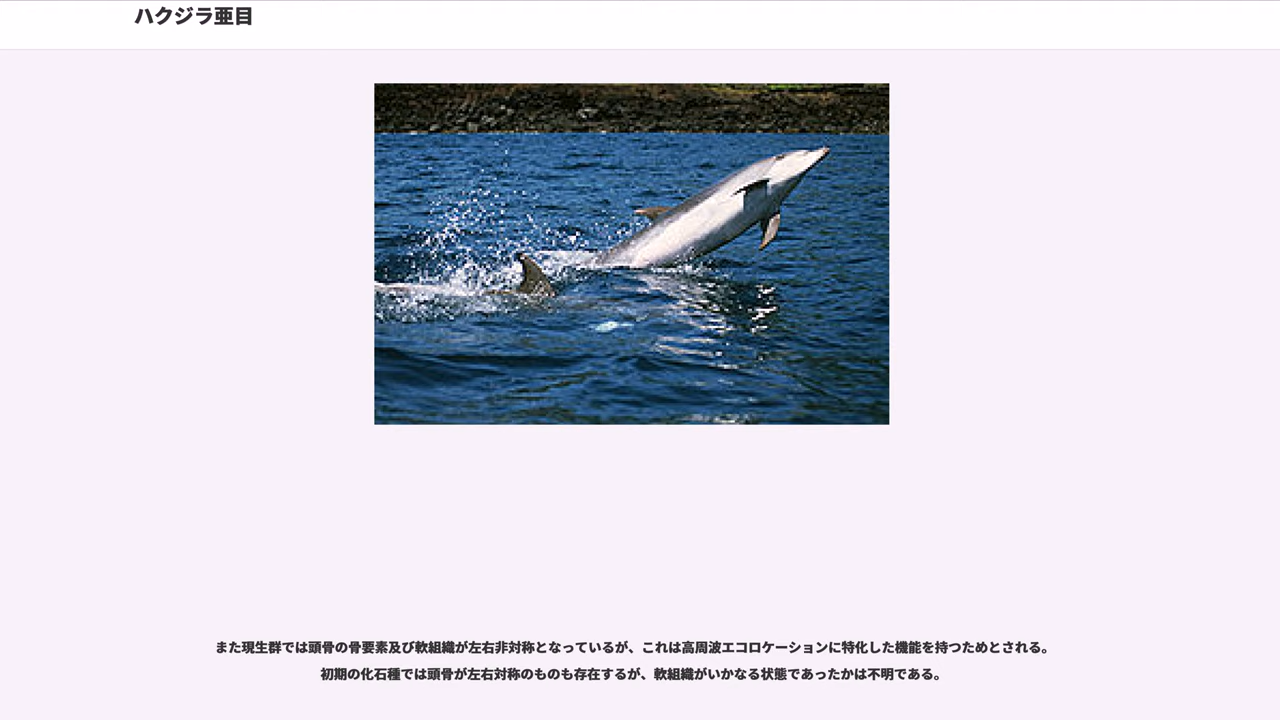 ハクジラ亜目
また現生群では頭骨の骨要素及び軟組織が左右非対称となっているが、これは高周波エコロケーションに特化した機能を持つためとされる。
初期の化石種では頭骨が左右対称のものも存在するが、軟組織がいかなる状態であったかは不明である。